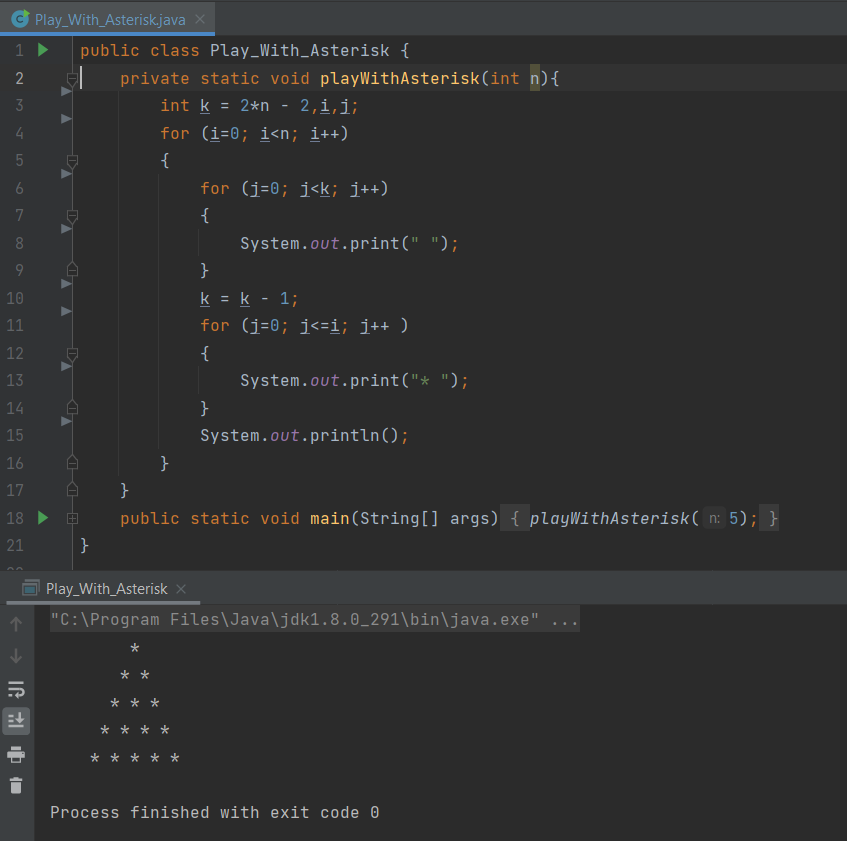 Play_With_Asterisk.java
1 public class Play_With_Asterisk {
2     private static void playWithAsterisk(int n){
3         int k = 2*n - 2,i,j;
4         for (i=0; i<n; i++)
5         {
6             for (j=0; j<k; j++)
7             {
8                 System.out.print(" ");
9             }
10             k = k - 1;
11             for (j=0; j<=i; j++ )
12             {
13                 System.out.print("* ");
14             }
15             System.out.println();
16         }
17     }
18     public static void main(String[] args) { playWithAsterisk( n: 5); }
21 }
Play_With_Asterisk
"C:\Program Files\Java\jdk1.8.0_291\bin\java.exe" ...
        *
       * *
      * * *
     * * * *
    * * * * *
Process finished with exit code 0